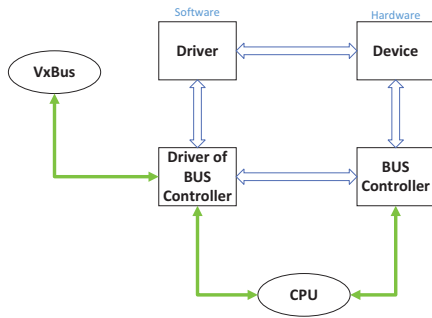 Software
Hardware
Driver
Device
VxBus
Driver of
BUS
Controller
BUS
Controller
CPU